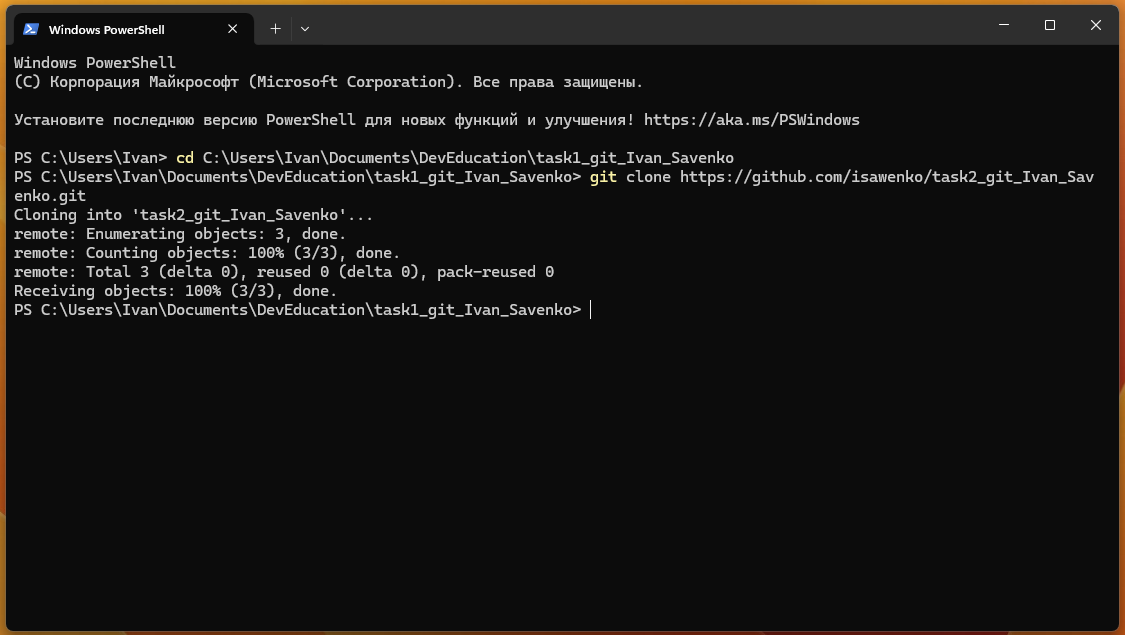 Windows PowerShell
Windows PowerShell
(C) Корпорация Майкрософт (Microsoft Corporation). Все права защищены.
Установите последнюю версию PowerShell для новых функций и улучшения! https://aka.ms/PSWindows
PS C:\Users\Ivan> cd C:\Users\Ivan\Documents\DevEducation\task1_git_Ivan_Savenko
PS C:\Users\Ivan\Documents\DevEducation\task1_git_Ivan_Savenko> git clone https://github.com/isawenko/task2_git_Ivan_Sav
enko.git
Cloning into 'task2_git_Ivan_Savenko'...
remote: Enumerating objects: 3, done.
remote: Counting objects: 100% (3/3), done.
remote: Total 3 (delta 0), reused 0 (delta 0), pack-reused 0
Receiving objects: 100% (3/3), done.
PS C:\Users\Ivan\Documents\DevEducation\task1_git_Ivan_Savenko>